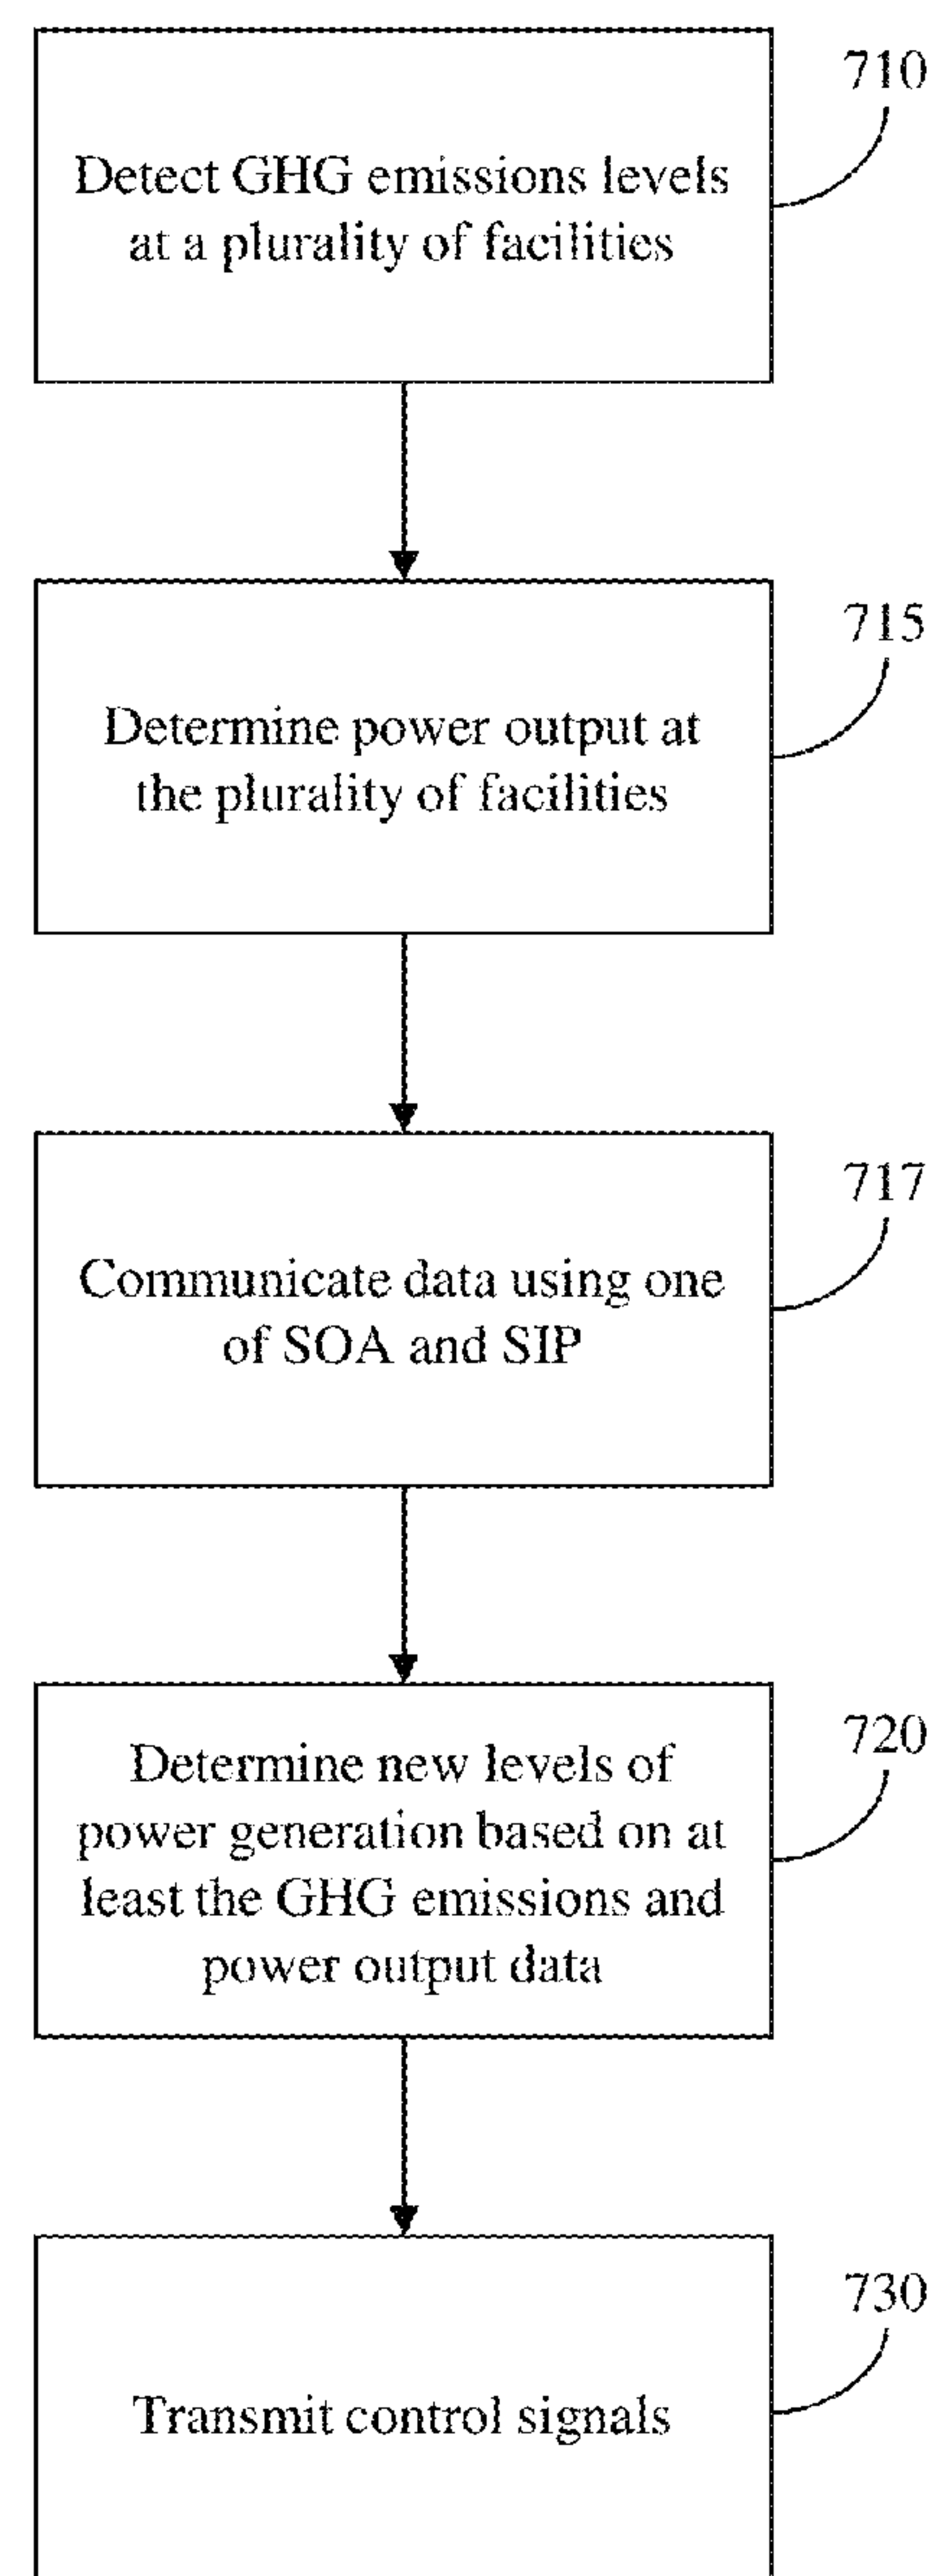 710
Detect GHG emissions levels
at a plurality of facilities
715
Determine power output at
the plurality of facilities
717
Communicate data using one
of SOA and SIP
720
Determine new levels of
power generation based on at
least the GHG emissions and
power output data
730
Transmit control signals